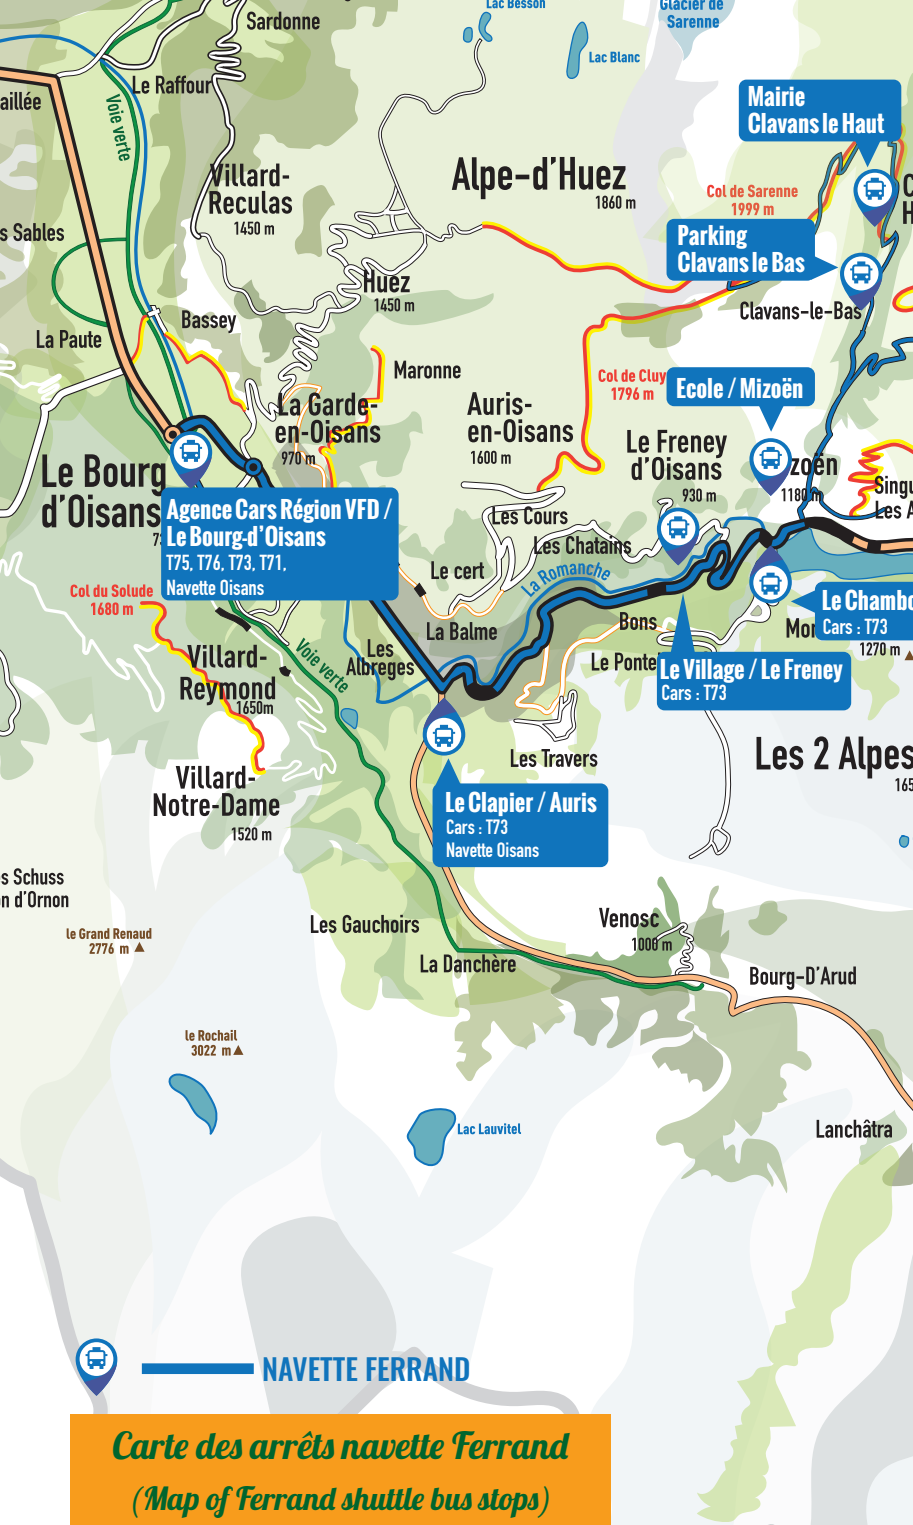 Lac Besson
Glacier de
Sarenne
Sardonne
Lac Blanc
Le Raffour
aillée
Voie verte
Mairie
Clavans le Haut
Villard-
Reculas
1450 m
Alpe-d'Huez
1860 m
Col de Sarenne
1999 m
C
H
s Sables
Parking
Clavans le Bas
Huez
1450 m
Clavans-le-Bas
Bassey
La Paute
Maronne
Col de Cluy
1796 m
Ecole / Mizoën
La Garde-
en-Oisans
970 m
Auris-
en-Oisans
1600 m
Le Freney
d'Oisans
930 m
zoën
1180 m
Singu
Les A
Le Bourg
d'Oisans
7
Agence Cars Région VFD /
Le Bourg-d'Oisans
T75, T76, T73, T71,
Navette Oisans
Les Cours
Les Chatains
La Romanche
Le cert
Col du Solude
1680 m
La Balme
Bons
Le Chambo
Cars : T73
Mon
1270 m
Les
Albreges
Voie verte
Villard-
Reymond
1650m
Le Ponte
Le Village / Le Freney
Cars : T73
Les Travers
Les 2 Alpes
165
Villard-
Notre-Dame
1520 m
Le Clapier / Auris
Cars : T73
Navette Oisans
s Schuss
n d'Ornon
le Grand Renaud
2776 m
Les Gauchoirs
Venosc
1000 m
La Danchère
Bourg-D'Arud
le Rochail
3022 m
Lac Lauvitel
Lanchâtra
NAVETTE FERRAND
Carte des arrêts navette Ferrand
(Map of Ferrand shuttle bus stops)